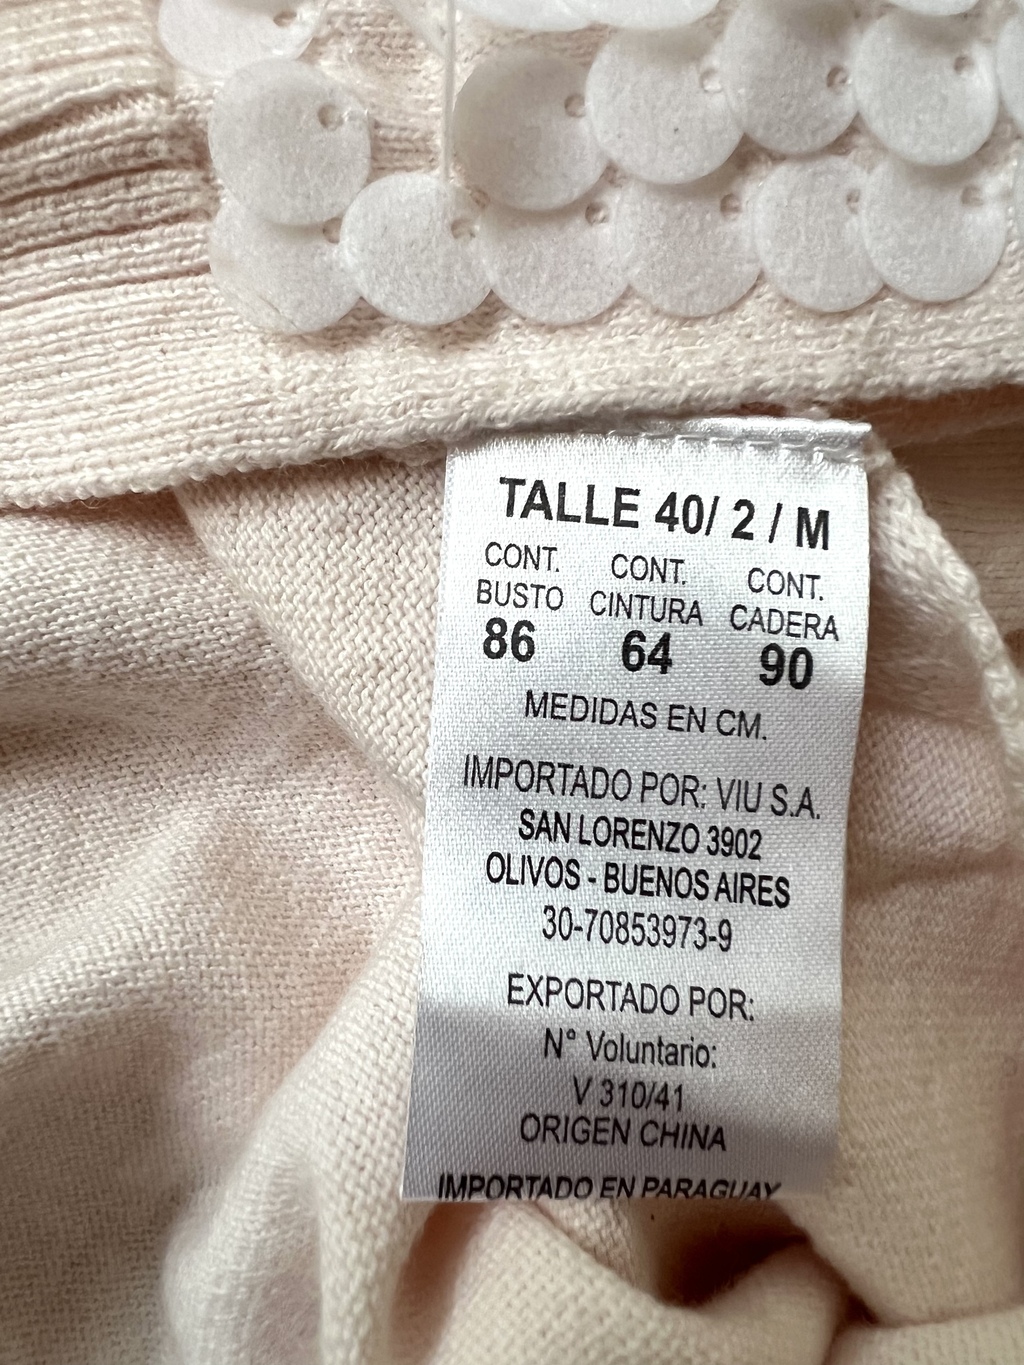 TALLE 40/ 2 / M
CONT. CONT. CONT.
BUSTO CINTURA CADERA
86 64 90
MEDIDAS EN CM.
IMPORTADO POR: VIU S.A.
SAN LORENZO 3902
OLIVOS - BUENOS AIRES
30-70853973-9
EXPORTADO POR:
N° Voluntario:
V 310/41
ORIGEN CHINA
IMPORTADO EN PARAGUAY